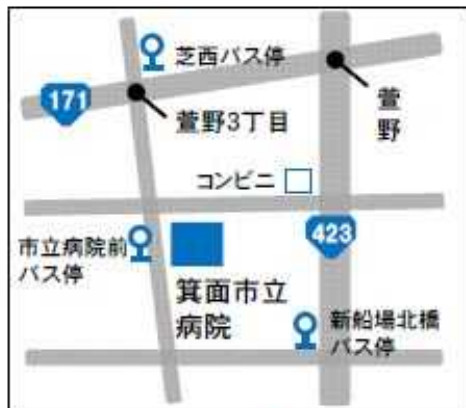 芝西バス停
171
萱野3丁目
萱
野
コンビニ
市立病院前
バス停
423
箕面市立
病院
新船場北橋
バス停